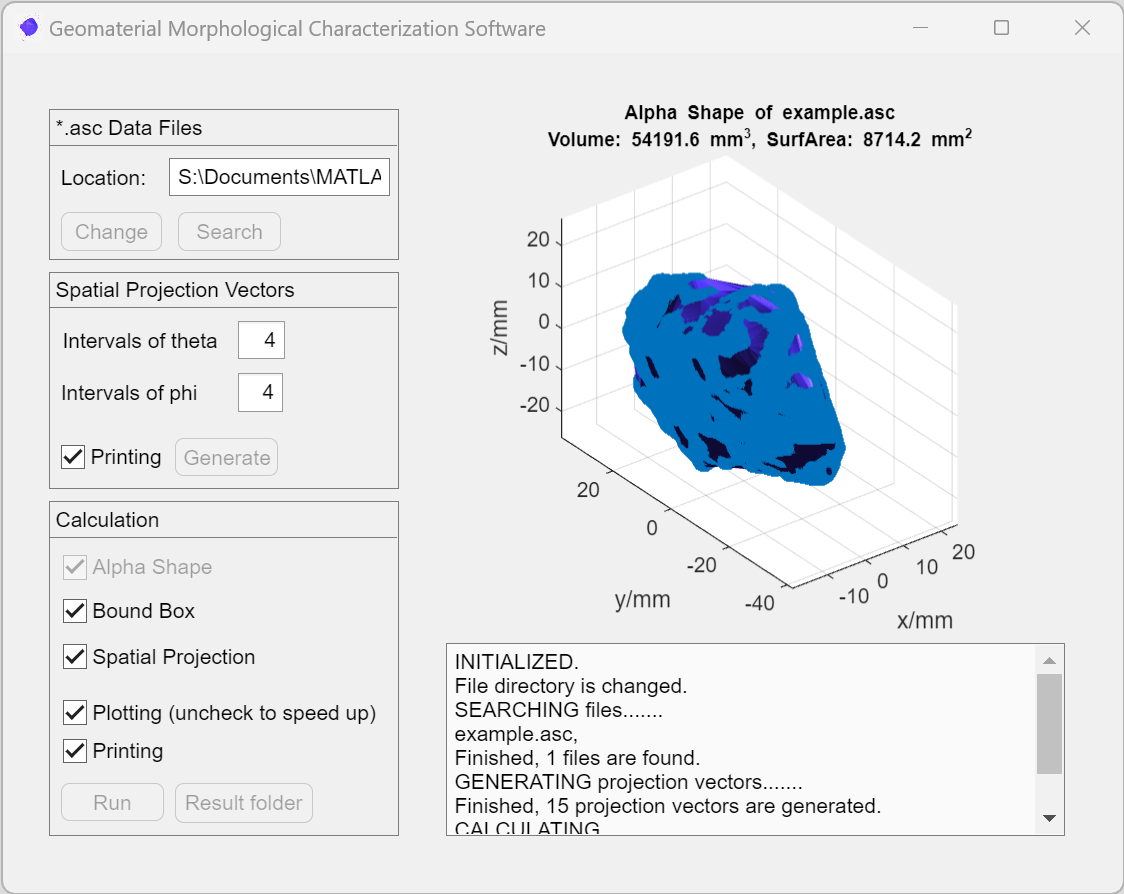 Geomaterial Morphological Characterization Software
*.asc Data Files
Location: S:\Documents\MATLA
Change Search
Spatial Projection Vectors
Intervals of theta 4
Intervals of phi 4
Printing Generate
Calculation
Alpha Shape
Bound Box
Spatial Projection
Plotting (uncheck to speed up)
Printing
Run Result folder
Alpha Shape of example.asc
Volume: 54191.6 mm³, SurfArea: 8714.2 mm²
20
10
0
-10
-20
z/mm
20
0
-20
-40
y/mm
-10
0
10
20
x/mm
INITIALIZED.
File directory is changed.
SEARCHING files.......
example.asc,
Finished, 1 files are found.
GENERATING projection vectors.......
Finished, 15 projection vectors are generated.
CALCULATING